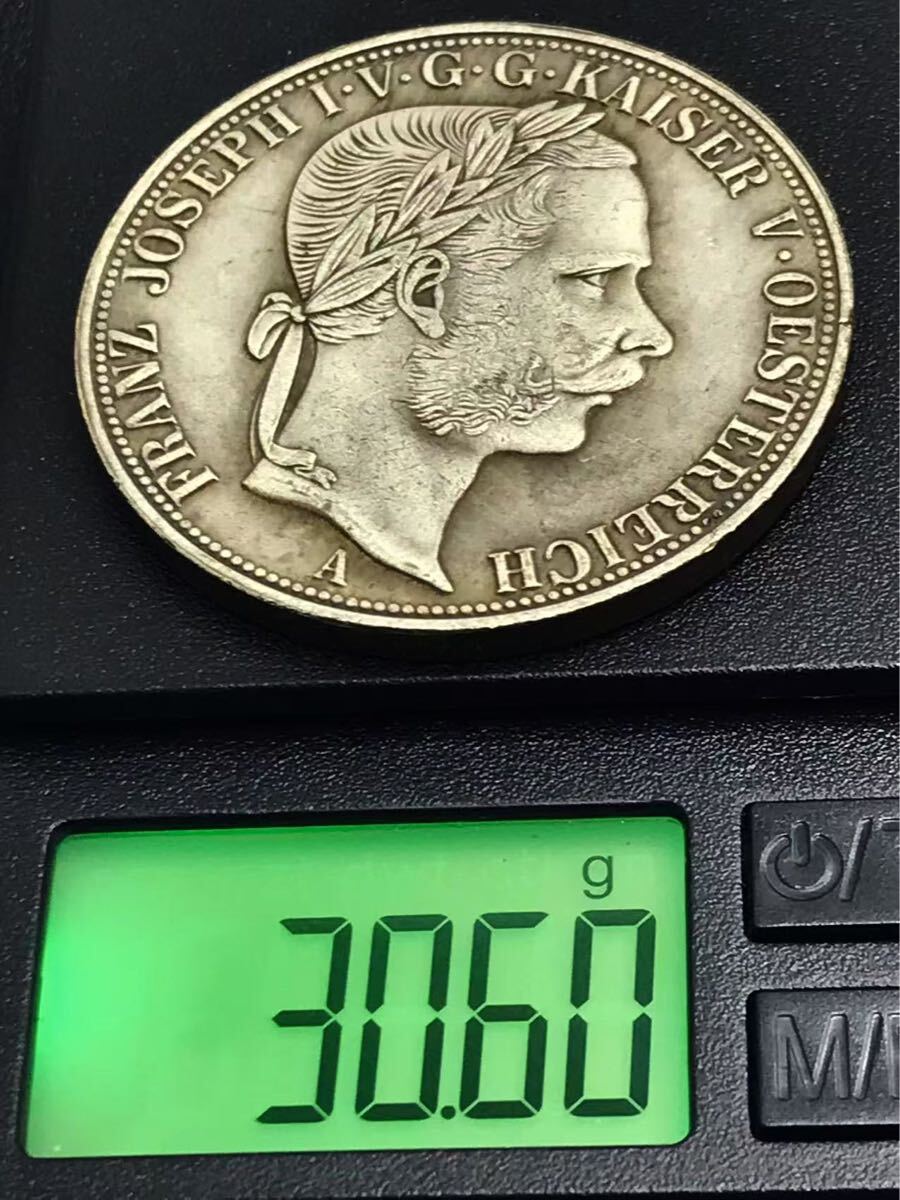 FRANZ JOSEPH I·V·G·G·KAISER V·OESTERREICH
A
g
30.60
M/